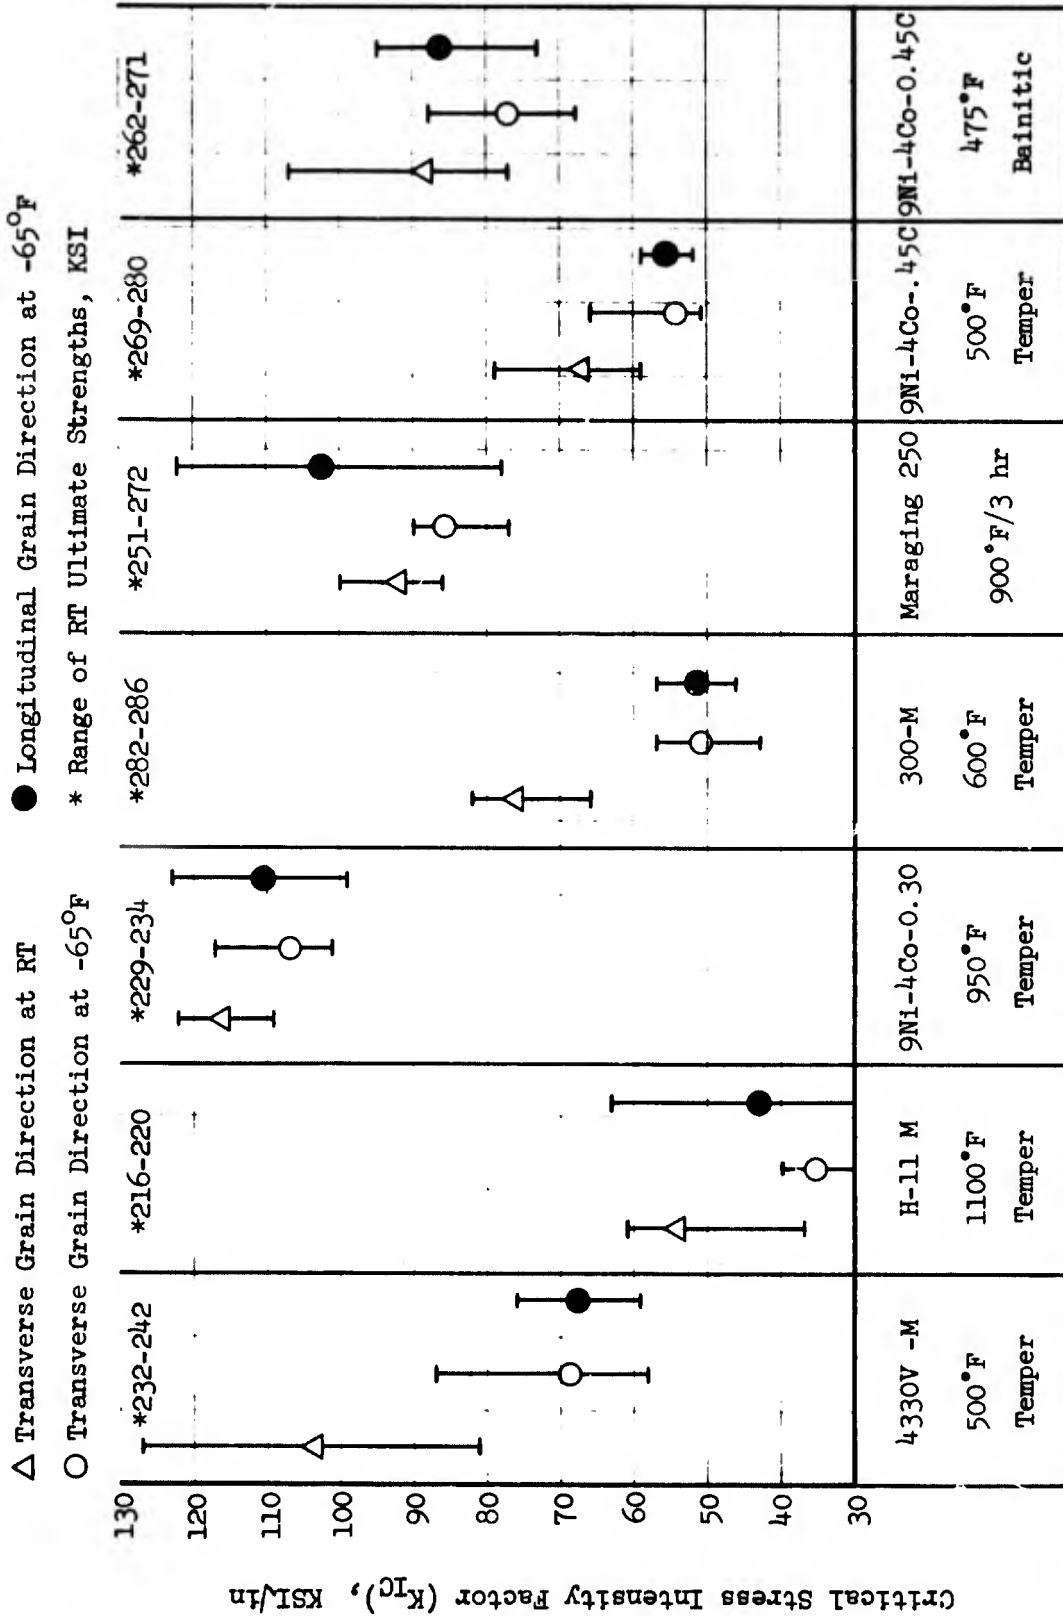 △ Transverse Grain Direction at RT
● Longitudinal Grain Direction at -65°F
○ Transverse Grain Direction at -65°F
* Range of RT Ultimate Strengths, KSI
*232-242
*216-220
*229-234
*282-286
*251-272
*269-280
*262-271
Critical Stress Intensity Factor (K_IC), KSI√in
130
120
110
100
90
80
70
60
50
40
30
4330V -M
500°F
Temper
H-11 M
1100°F
Temper
9Ni-4Co-0.30
950°F
Temper
300-M
600°F
Temper
Maraging 250
900°F/3 hr
9Ni-4Co-.45C
500°F
Temper
9Ni-4Co-0.45C
475°F
Bainitic